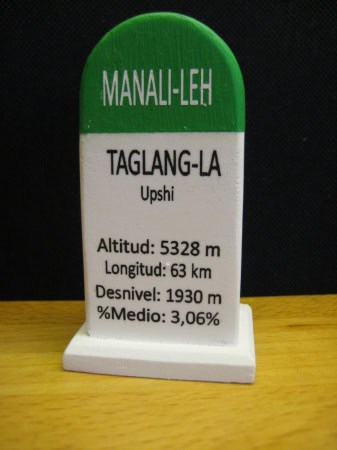 MANALI-LEH
TAGLANG-LA
Upshi
Altitud: 5328 m
Longitud: 63 km
Desnivel: 1930 m
%Medio: 3,06%